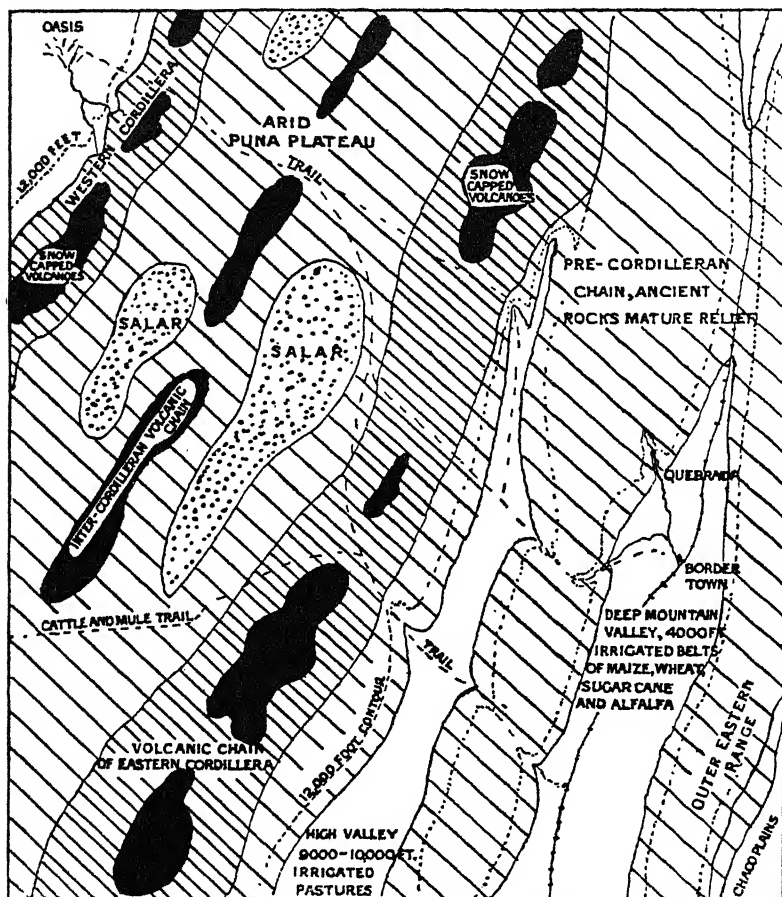 OASIS
WESTERN CORDILLERA
12,000 FEET
ARID
PUNA PLATEAU
TRAIL
SNOW
CAPPED
VOLCANOES
SNOW
CAPPED
VOLCANOES
PRE-CORDILLERAN
CHAIN, ANCIENT
ROCKS MATURE RELIEF
SALAR
SALAR
INTER-CORDILLERAN VOLCANIC
CHAIN
QUEBRADA
BORDER
TOWN
CATTLE AND MULE TRAIL
DEEP MOUNTAIN
VALLEY, 4000 FT.
IRRIGATED BELTS
OF MAIZE, WHEAT,
SUGAR CANE
AND ALFALFA
TRAIL
12,000 FOOT CONTOUR
VOLCANIC CHAIN
OF EASTERN CORDILLERA
OUTER EASTERN
RANGE
HIGH VALLEY
9000-10,000 FT.
IRRIGATED
PASTURES
CHACO PLAINS